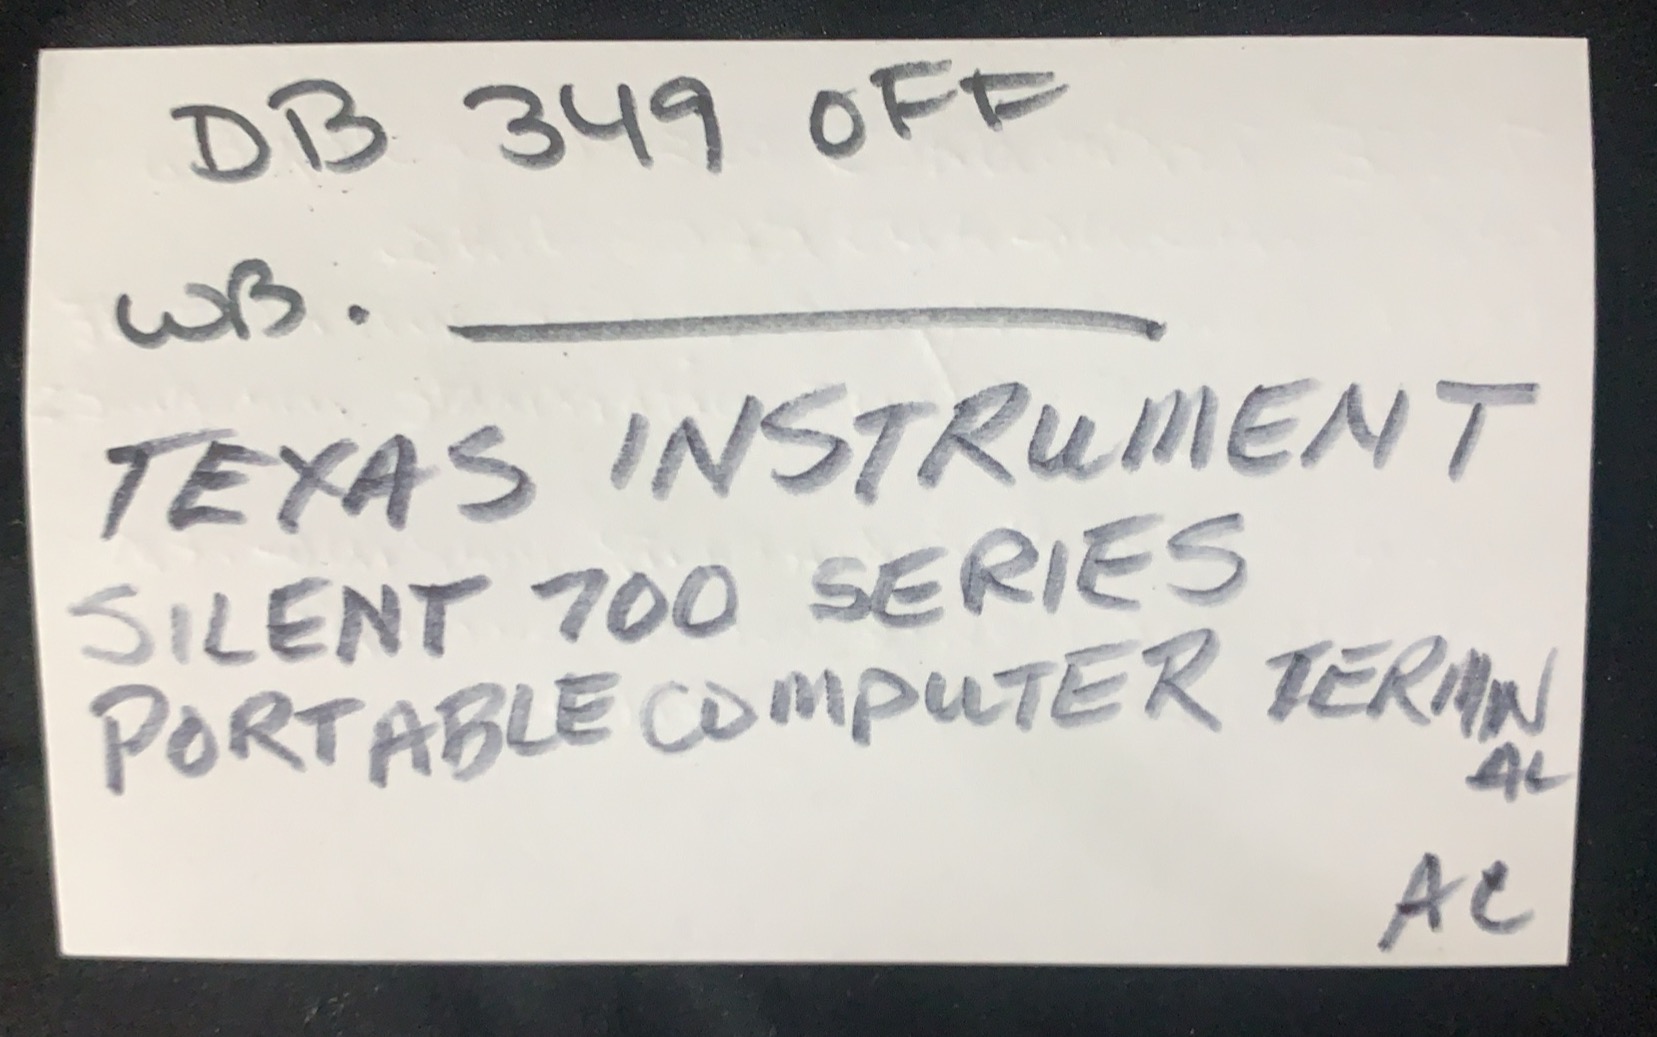 DB 349 OFF
WB.
TEXAS INSTRUMENT
SILENT 700 SERIES
PORTABLE COMPUTER TERMIN
AL
AC